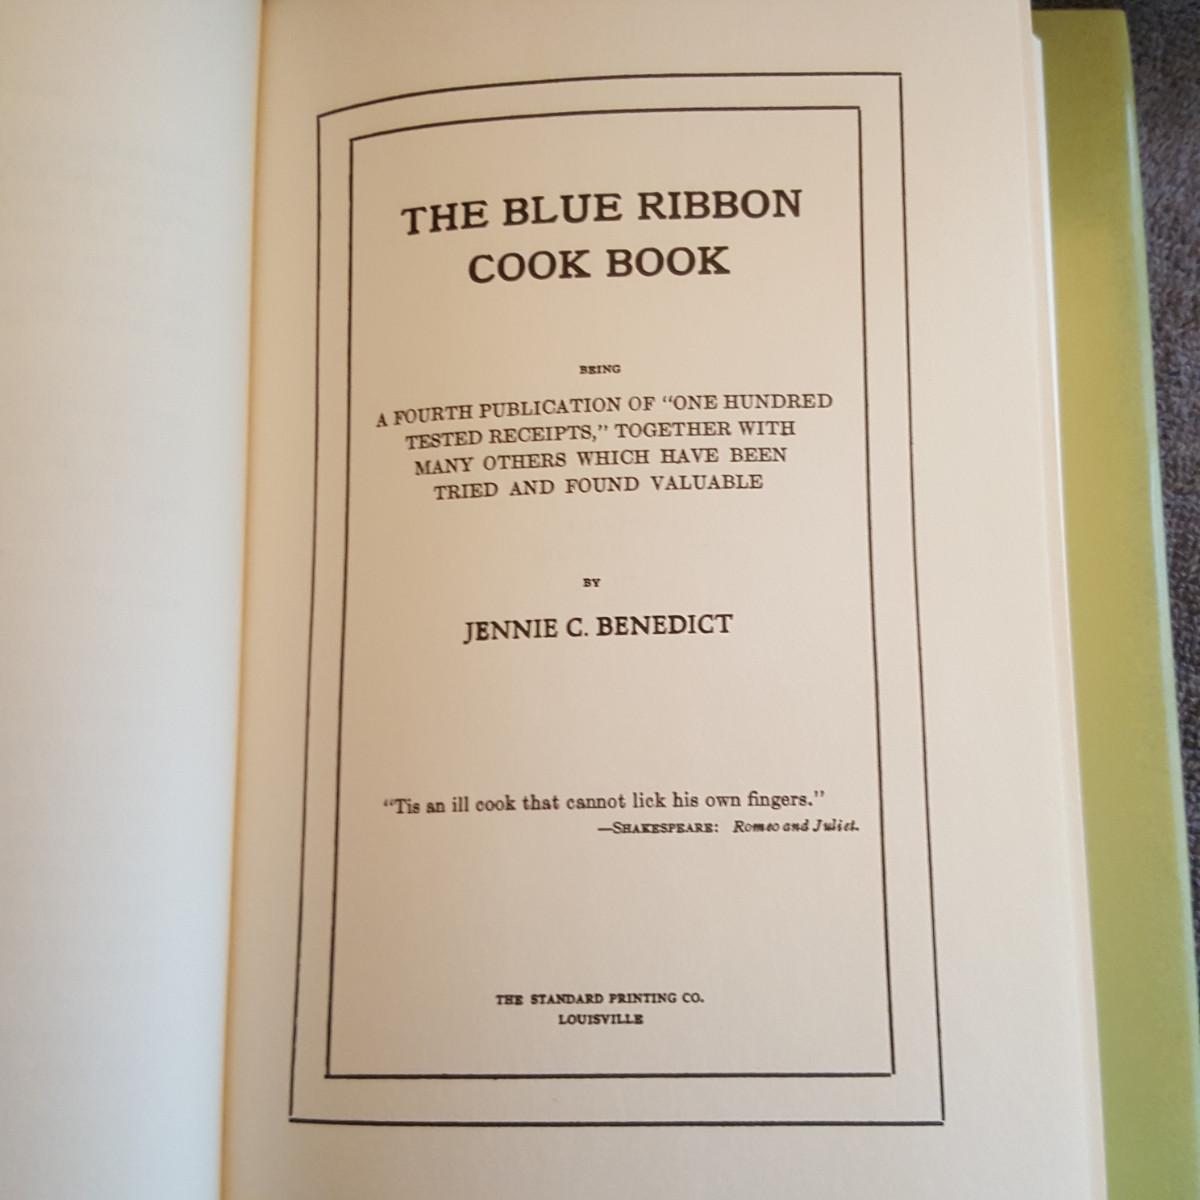 THE BLUE RIBBON
COOK BOOK
BEING
A FOURTH PUBLICATION OF “ONE HUNDRED
TESTED RECEIPTS,” TOGETHER WITH
MANY OTHERS WHICH HAVE BEEN
TRIED AND FOUND VALUABLE
BY
JENNIE C. BENEDICT
“Tis an ill cook that cannot lick his own fingers.”
—SHAKESPEARE: Romeo and Juliet.
THE STANDARD PRINTING CO.
LOUISVILLE